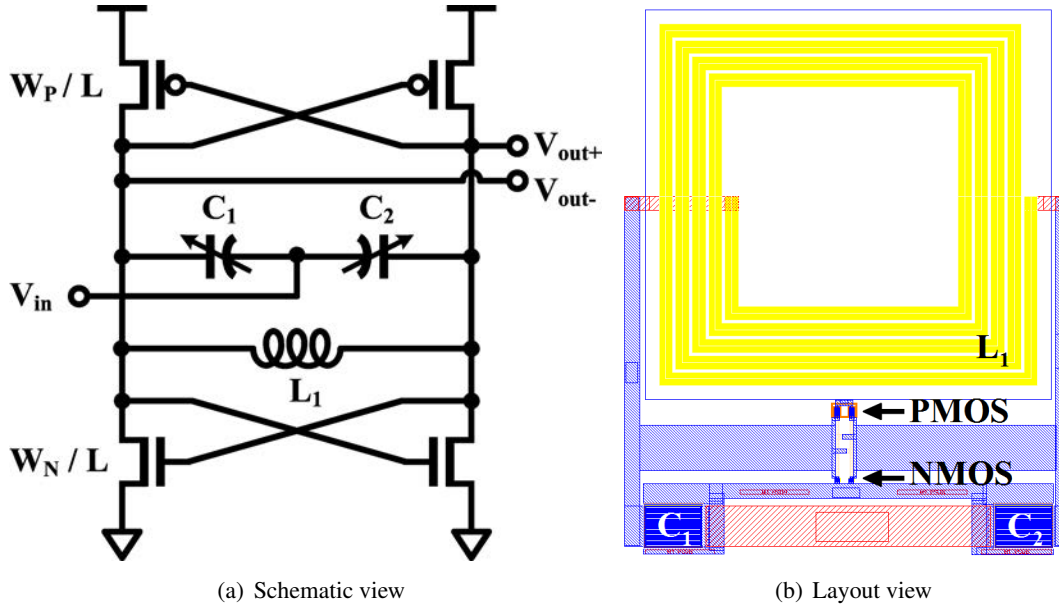 W_P / L
V_out+
V_out-
C_1
C_2
V_in
L_1
W_N / L
L_1
PMOS
NMOS
C_1
C_2
(a) Schematic view
(b) Layout view